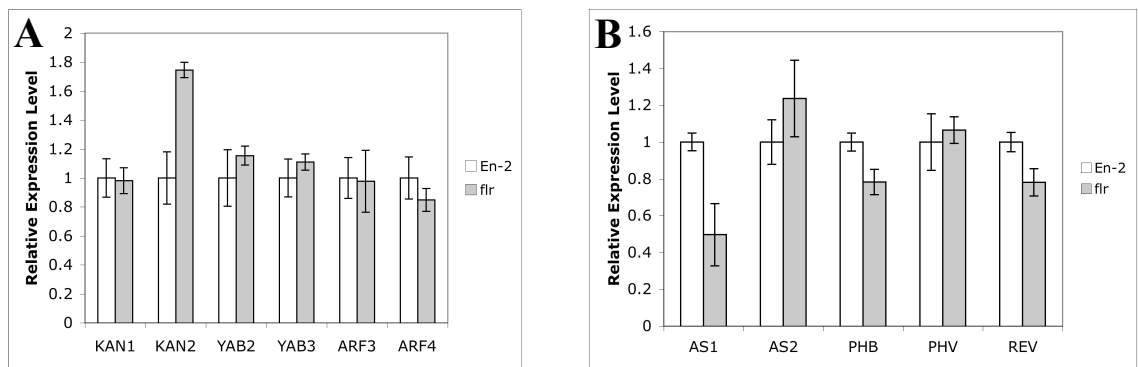 A
Relative Expression Level
2
1.8
1.6
1.4
1.2
1
0.8
0.6
0.4
0.2
0
KAN1 KAN2 YAB2 YAB3 ARF3 ARF4
En-2
flr
B
Relative Expression Level
1.6
1.4
1.2
1
0.8
0.6
0.4
0.2
0
AS1 AS2 PHB PHV REV
En-2
flr